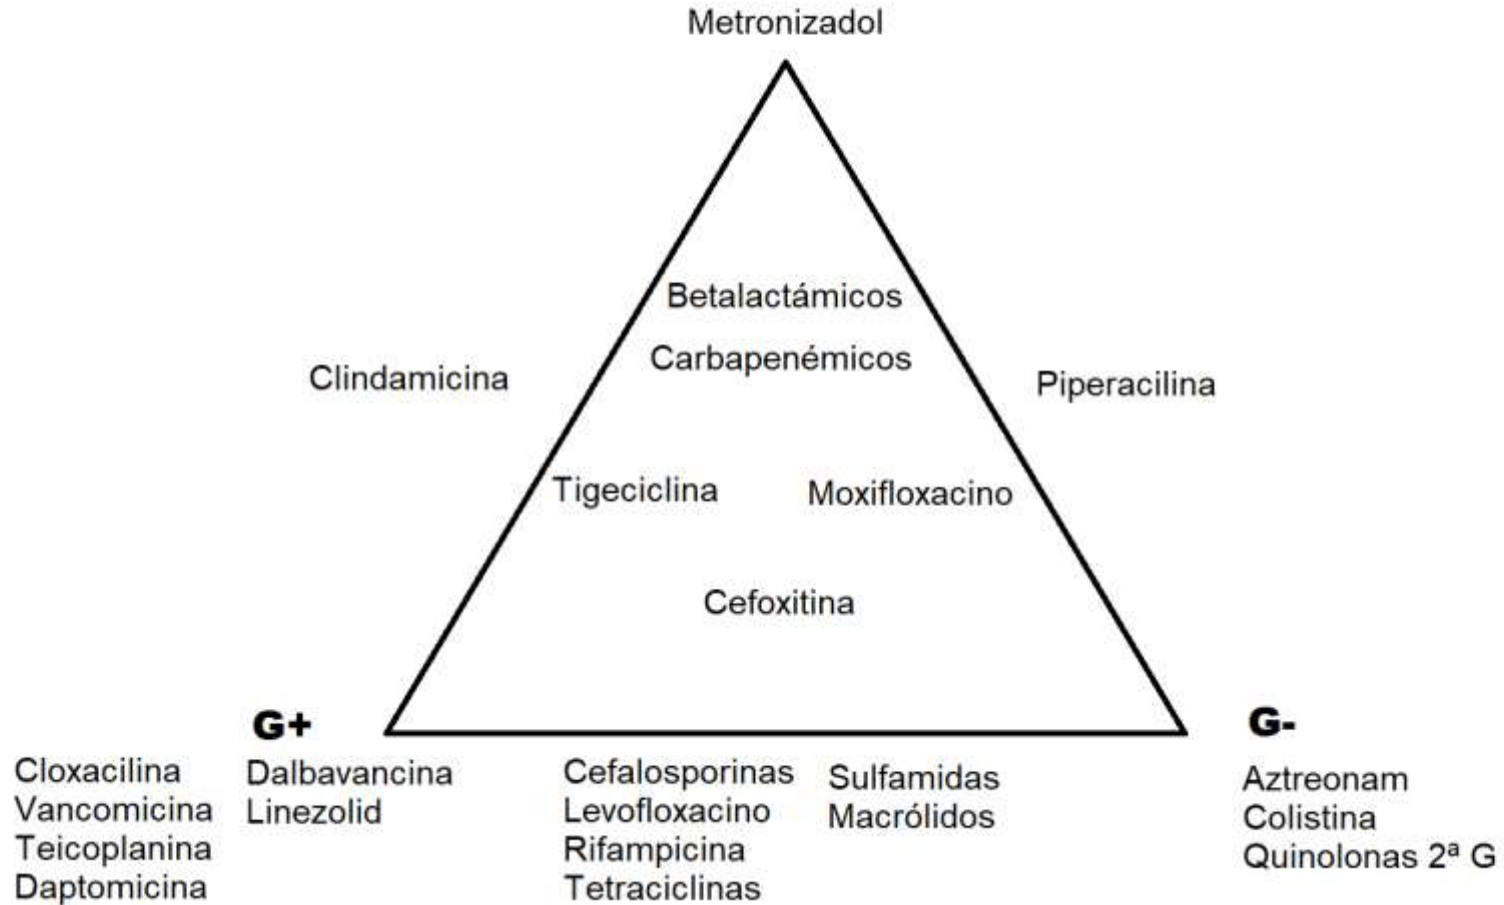 Metronizadol
Betalactámicos
Carbapenémicos
Clindamicina
Piperacilina
Tigeciclina
Moxifloxacino
Cefoxitina
G+
G-
Cloxacilina
Vancomicina
Teicoplanina
Daptomicina
Dalbavancina
Linezolid
Cefalosporinas
Levofloxacino
Rifampicina
Tetraciclinas
Sulfamidas
Macrólidos
Aztreonam
Colistina
Quinolonas 2ª G